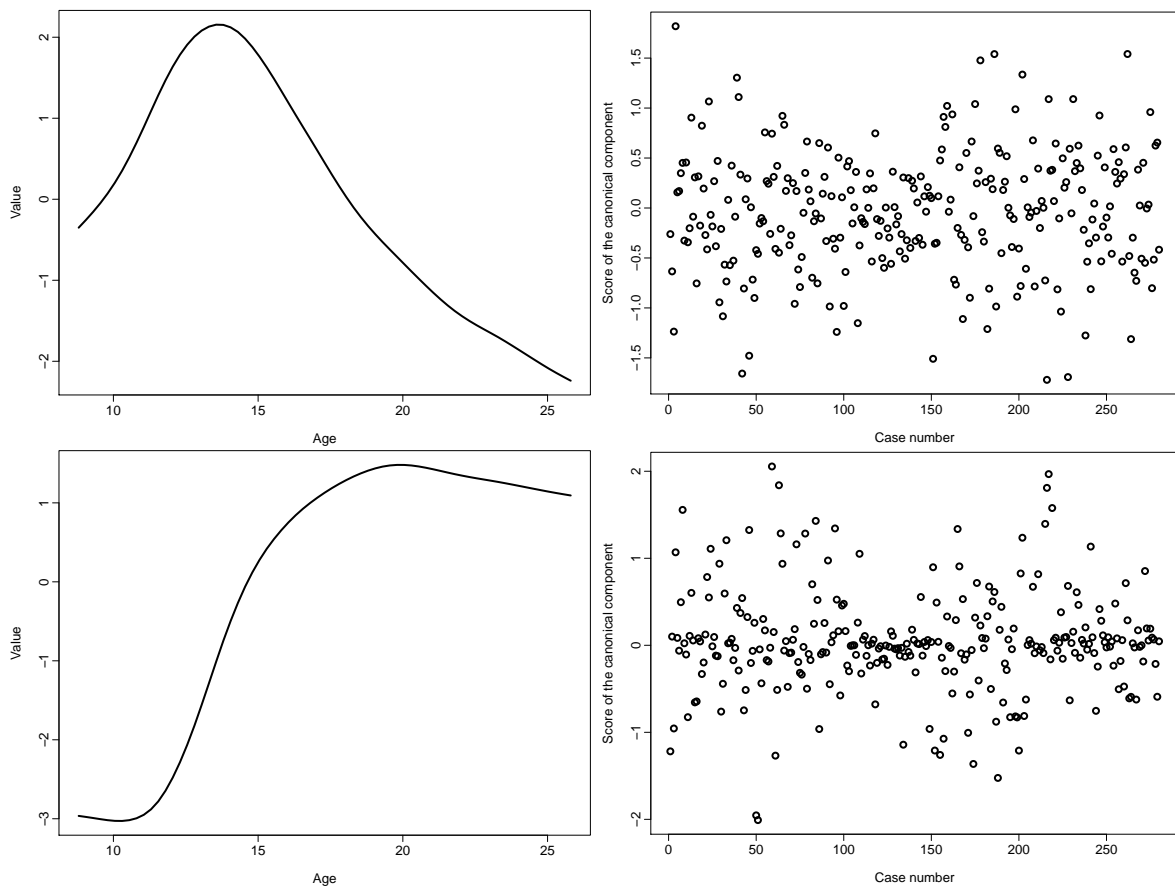 Value
2
1
0
−1
−2
10 15 20 25
Age
Score of the canonical component
1.5
1.0
0.5
0.0
−0.5
−1.0
−1.5
0 50 100 150 200 250
Case number
Value
1
0
−1
−2
−3
10 15 20 25
Age
Score of the canonical component
2
1
0
−1
−2
0 50 100 150 200 250
Case number